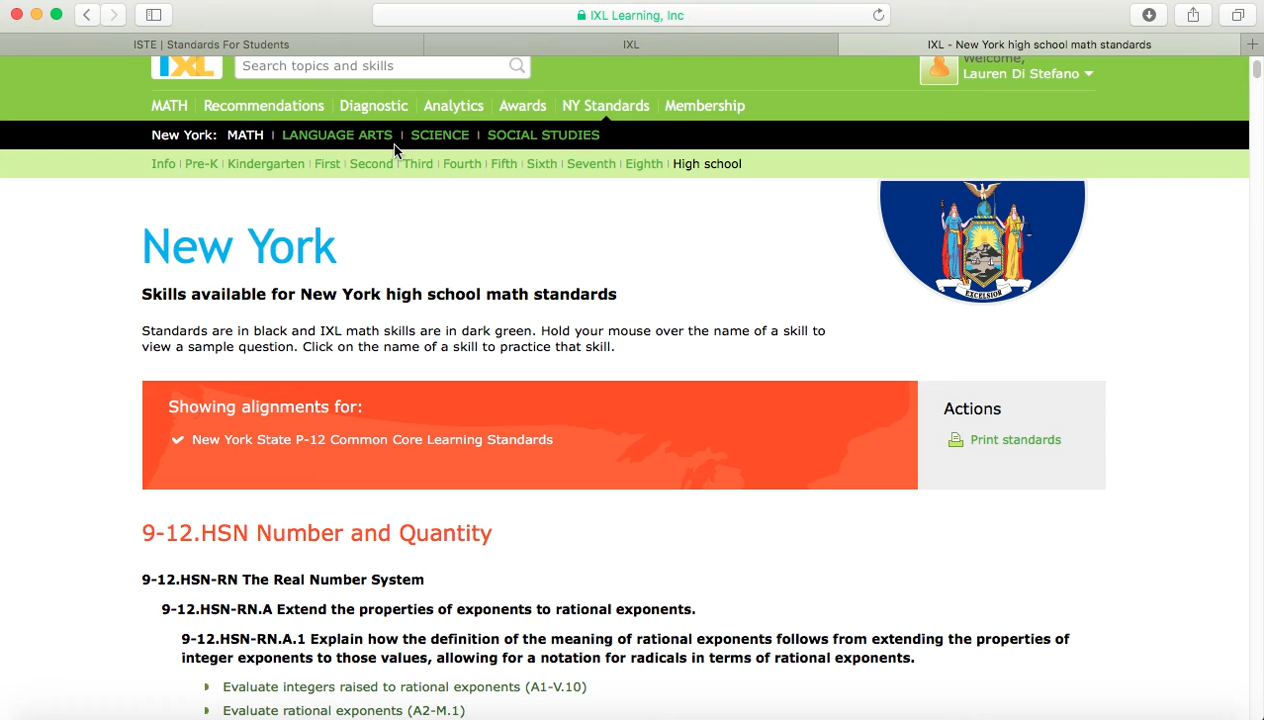 IXL Learning, Inc
ISTE | Standards For Students
IXL
IXL - New York high school math standards
IXL
Search topics and skills
Welcome,
Lauren Di Stefano
MATH Recommendations Diagnostic Analytics Awards NY Standards Membership
New York: MATH | LANGUAGE ARTS | SCIENCE | SOCIAL STUDIES
Info | Pre-K | Kindergarten | First | Second | Third | Fourth | Fifth | Sixth | Seventh | Eighth | High school
New York
EXCELSIOR
Skills available for New York high school math standards
Standards are in black and IXL math skills are in dark green. Hold your mouse over the name of a skill to
view a sample question. Click on the name of a skill to practice that skill.
Showing alignments for:
New York State P-12 Common Core Learning Standards
Actions
Print standards
9-12.HSN Number and Quantity
9-12.HSN-RN The Real Number System
9-12.HSN-RN.A Extend the properties of exponents to rational exponents.
9-12.HSN-RN.A.1 Explain how the definition of the meaning of rational exponents follows from extending the properties of
integer exponents to those values, allowing for a notation for radicals in terms of rational exponents.
Evaluate integers raised to rational exponents (A1-V.10)
Evaluate rational exponents (A2-M.1)